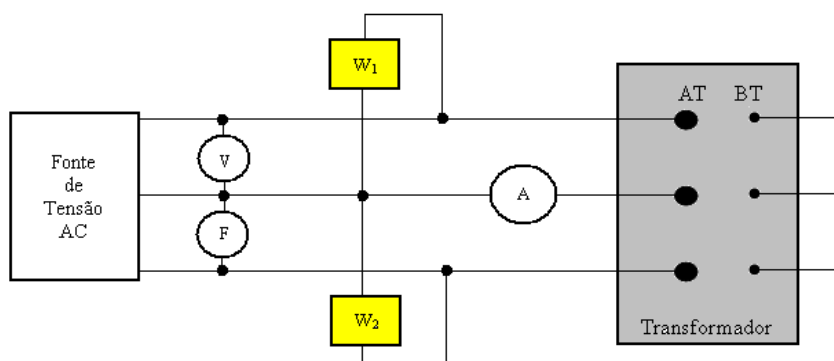 W₁
AT BT
Fonte
de
Tensão
AC
V
A
F
W₂
Transformador